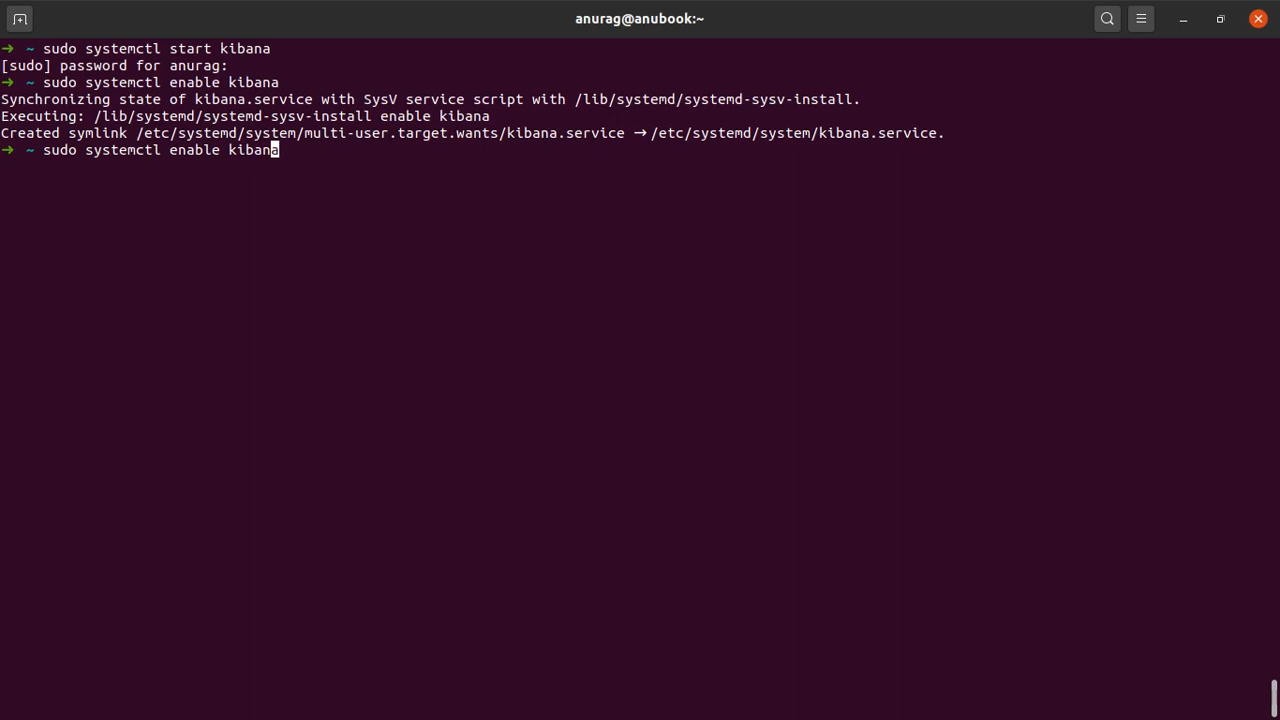 anurag@anubook:~
➜ ~ sudo systemctl start kibana
[sudo] password for anurag:
➜ ~ sudo systemctl enable kibana
Synchronizing state of kibana.service with SysV service script with /lib/systemd/systemd-sysv-install.
Executing: /lib/systemd/systemd-sysv-install enable kibana
Created symlink /etc/systemd/system/multi-user.target.wants/kibana.service → /etc/systemd/system/kibana.service.
➜ ~ sudo systemctl enable kibana